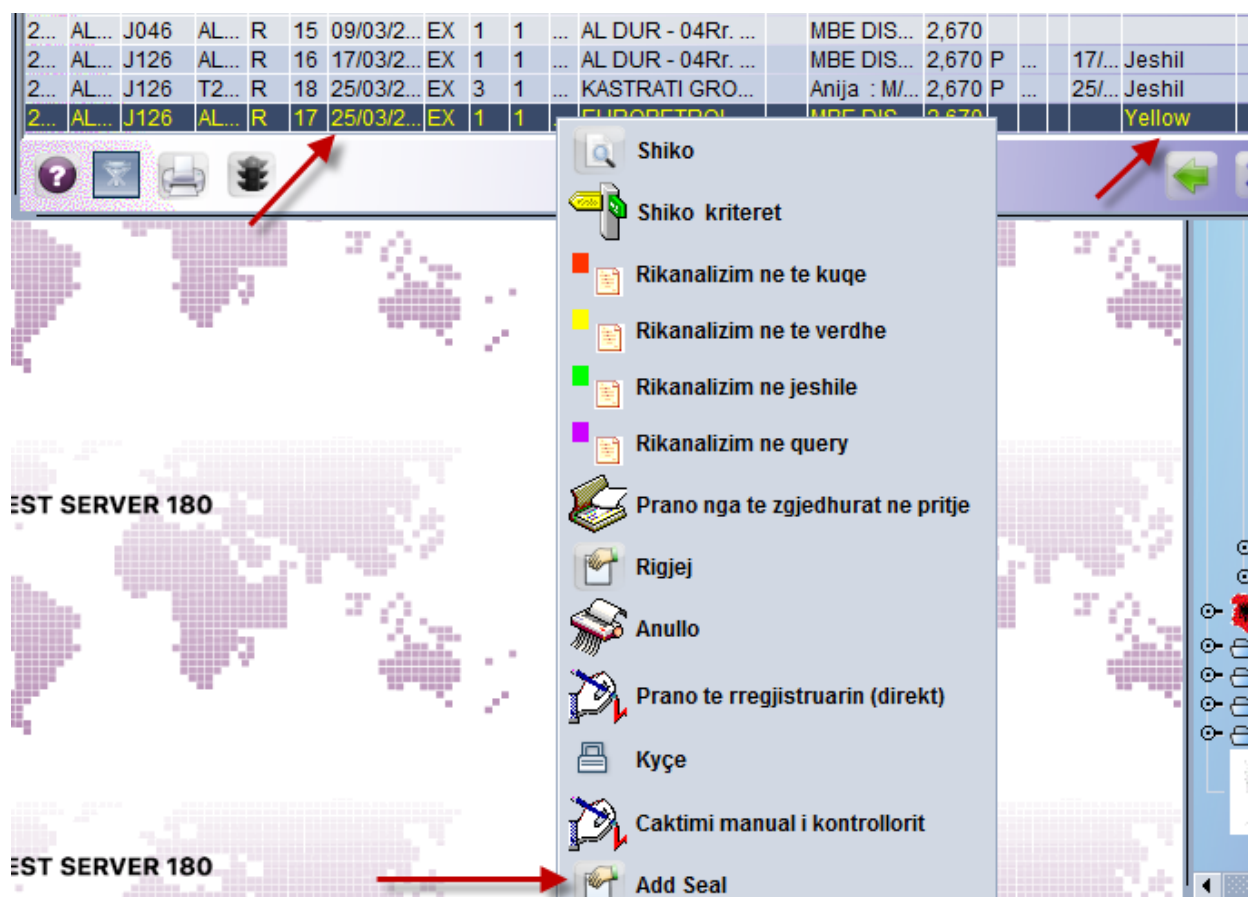 2... AL... J046 AL... R 15 09/03/2... EX 1 1 ... AL DUR - 04Rr. ... MBE DIS... 2,670
2... AL... J126 AL... R 16 17/03/2... EX 1 1 ... AL DUR - 04Rr. ... MBE DIS... 2,670 P ... 17/... Jeshil
2... AL... J126 T2... R 18 25/03/2... EX 3 1 ... KASTRATI GRO... Anija : M/... 2,670 P ... 25/... Jeshil
2... AL... J126 AL... R 17 25/03/2... EX 1 1 ... EUROPETROL MBE DIS... 2,670 Yellow
Shiko
Shiko kriteret
Rikanalizim ne te kuqe
Rikanalizim ne te verdhe
Rikanalizim ne jeshile
Rikanalizim ne query
EST SERVER 180
Prano nga te zgjedhurat ne pritje
Rigjej
Anullo
Prano te rregjistruarin (direkt)
Kyçe
Caktimi manual i kontrollorit
EST SERVER 180
Add Seal